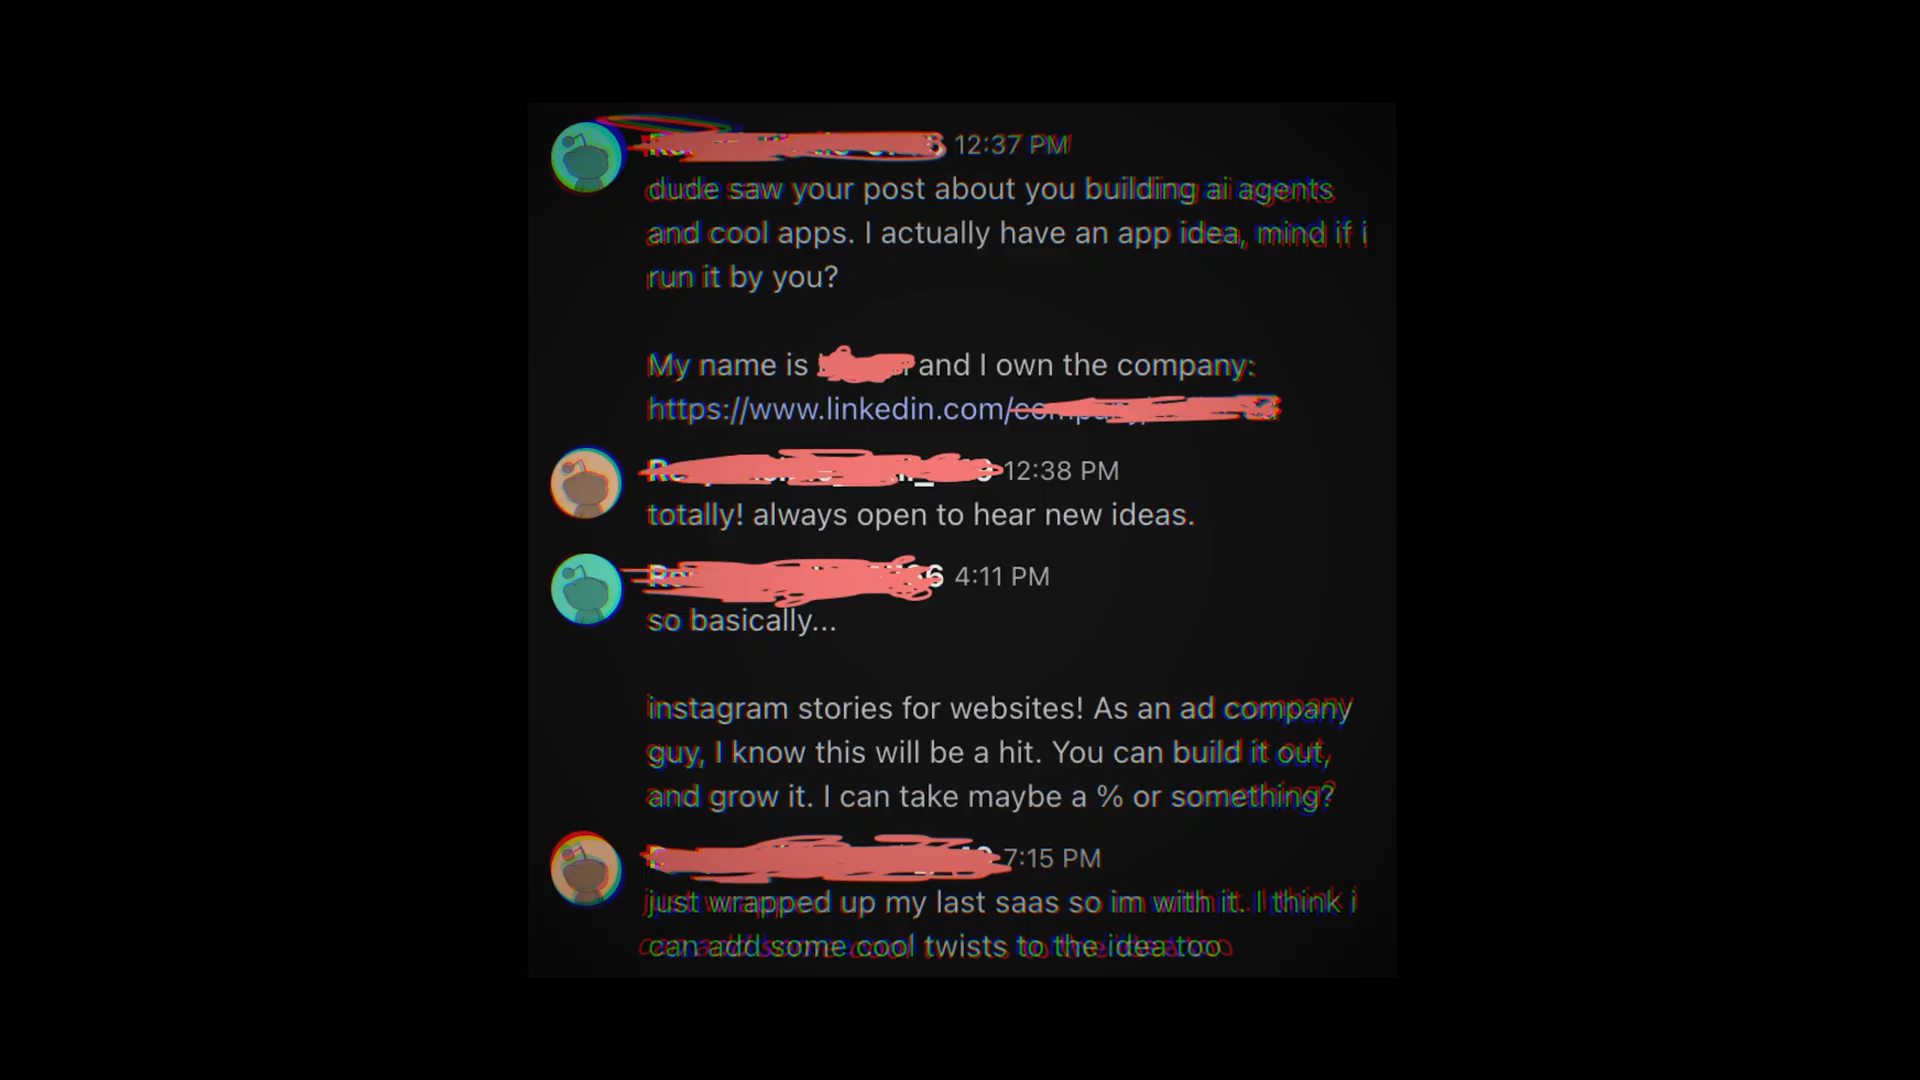 12:37 PM
dude saw your post about you building ai agents
and cool apps. I actually have an app idea, mind if i
run it by you?
My name is and I own the company:
https://www.linkedin.com/
12:38 PM
totally! always open to hear new ideas.
4:11 PM
so basically...
instagram stories for websites! As an ad company
guy, I know this will be a hit. You can build it out,
and grow it. I can take maybe a % or something?
7:15 PM
just wrapped up my last saas so im with it. I think i
can add some cool twists to the idea too